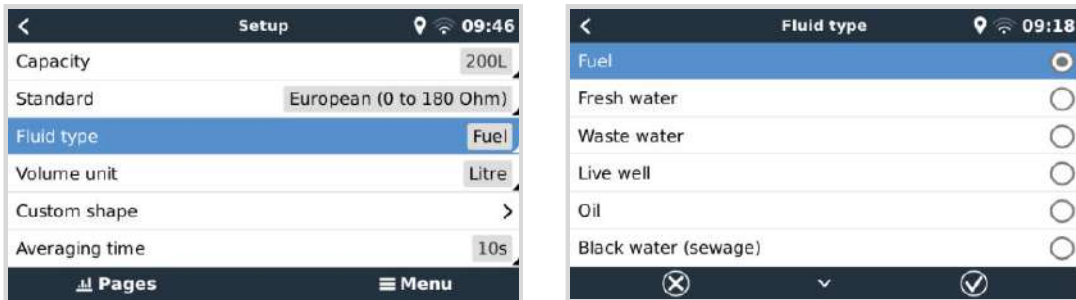 Setup 09:46
Capacity 200L
Standard European (0 to 180 Ohm)
Fluid type Fuel
Volume unit Litre
Custom shape
Averaging time 10s
Pages Menu
Fluid type 09:18
Fuel
Fresh water
Waste water
Live well
Oil
Black water (sewage)